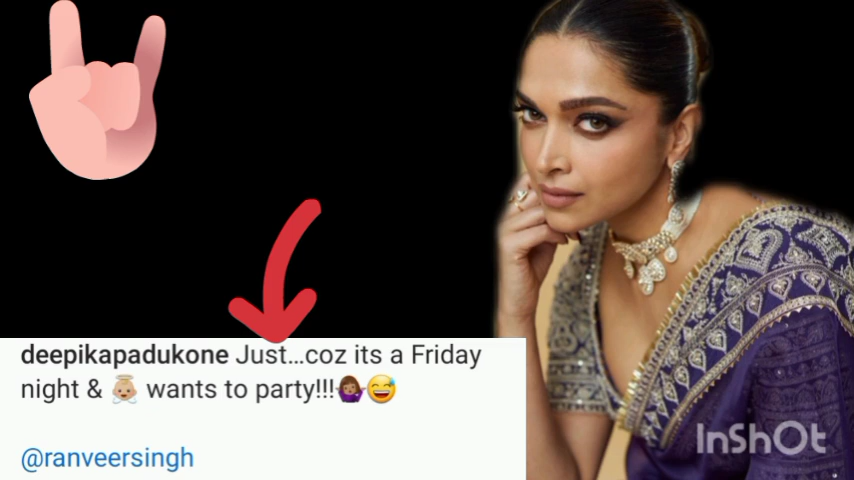 deepikapadukone Just...coz its a Friday
night & 👼🏼 wants to party!!!💁🏽‍♀️😅
@ranveersingh
InShOt